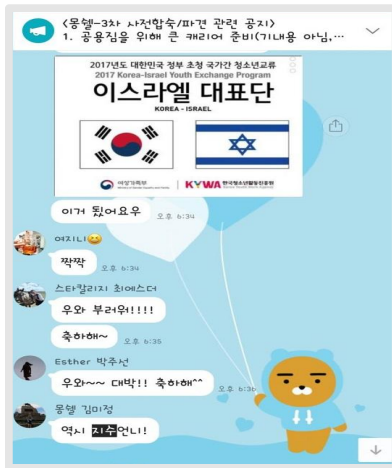 <몽쉘-3차 사전합숙/파견 관련 공지>
1. 공용짐을 위해 큰 캐리어 준비(기내용 아님,…
2017년도 대한민국 정부 초청 국가간 청소년교류
2017 Korea-Israel Youth Exchange Program
이스라엘 대표단
KOREA - ISRAEL
여성가족부
KYWA 한국청소년활동진흥원
이거 됬어요우
오후 6:34
여지니
짝짝
오후 6:34
스타칼리지 최에스더
우와 부러워!!!!
축하해~
오후 6:35
Esther 박주선
우와~~ 대박!! 축하해^^
오후 6:36
몽쉘 김미정
역시 지수언니!